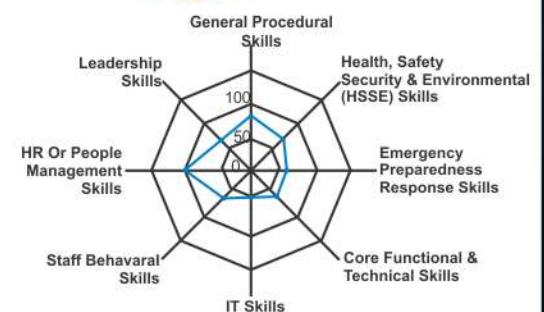 General Procedural
Skills
Leadership
Skills
Health, Safety
Security & Environmental
(HSSE) Skills
100
50
0
HR Or People
Management
Skills
Emergency
Preparedness
Response Skills
Staff Behavaral
Skills
Core Functional &
Technical Skills
IT Skills